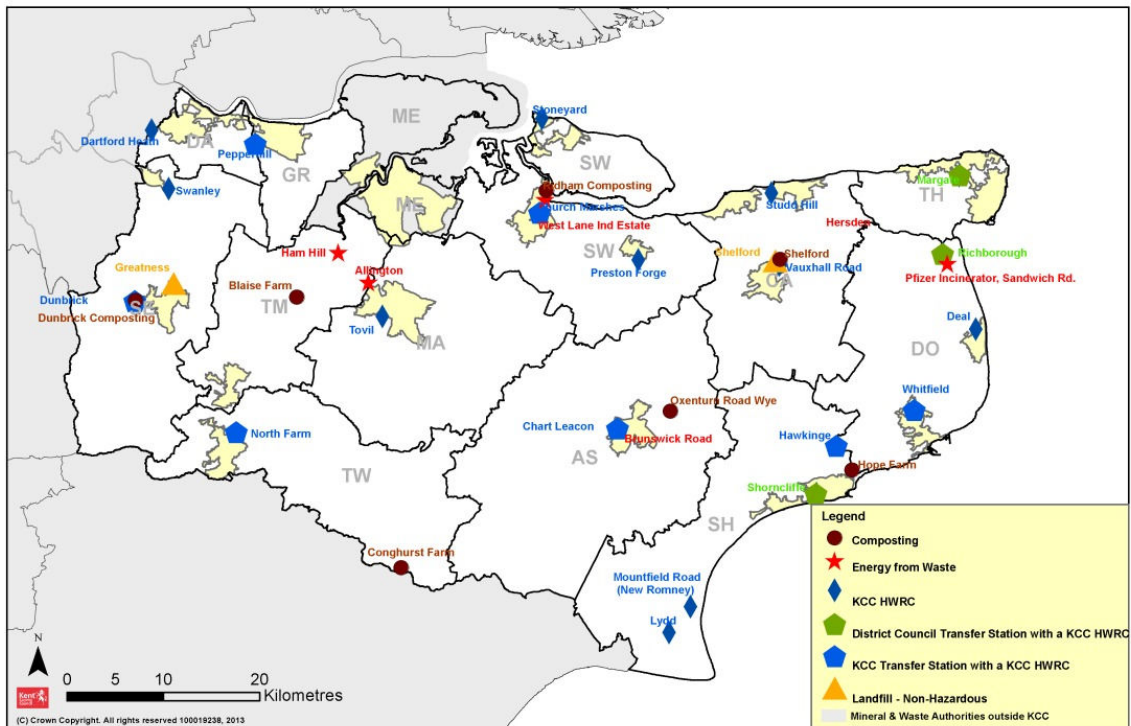 Stoneyard
ME
SW
Dartford Heath
DA
Pepperhill
GR
Swanley
Margate
TH
Studd Hill
Church Marshes
West Lane Ind Estate
ME
SW
Hersden
Preston Forge
Shelford
Shelford
Vauxhall Road
CA
Richborough
Pfizer Incinerator, Sandwich Rd.
Ham Hill
Allington
Greatness
Blaise Farm
TM
Dunbrick
SE
Dunbrick Composting
Tovil
MA
Deal
DO
Whitfield
Oxenturn Road Wye
Chart Leacon
Brunswick Road
AS
North Farm
TW
Hawkinge
Hope Farm
Shorncliffe
SH
Conghurst Farm
Mountfield Road
(New Romney)
Lydd
Legend
Composting
Energy from Waste
KCC HWRC
District Council Transfer Station with a KCC HWRC
KCC Transfer Station with a KCC HWRC
Landfill - Non-Hazardous
Mineral & Waste Authorities outside KCC
N
0 10 20
Kilometres
Kent
(C) Crown Copyright. All rights reserved 100019238, 2013